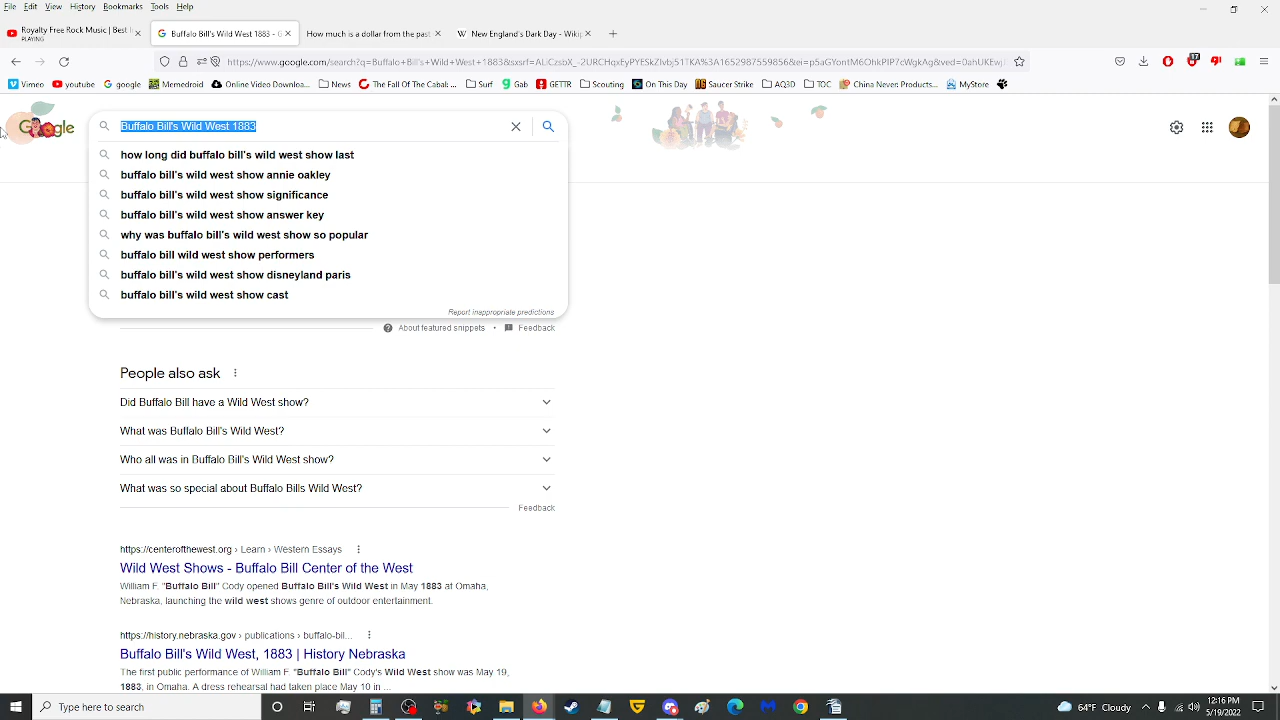 File Edit View History Bookmarks Tools Help
Royalty Free Rock Music | Best
PLAYING
Buffalo Bill's Wild West 1883 - G
How much is a dollar from the past
W New England's Dark Day - Wikip
Vimeo youtube google Memedroid Online Video Downloa... News The Fall Of The Cabal: ... Surf Gab GETTR Scouting On This Day Saucer Strike AQ3D TDC China Never Products... MyStore
Google
Buffalo Bill's Wild West 1883
how long did buffalo bill's wild west show last
buffalo bill's wild west show annie oakley
buffalo bill's wild west show significance
buffalo bill's wild west show answer key
why was buffalo bill's wild west show so popular
buffalo bill wild west show performers
buffalo bill's wild west show disneyland paris
buffalo bill's wild west show cast
Report inappropriate predictions
About featured snippets • Feedback
People also ask
Did Buffalo Bill have a Wild West show?
What was Buffalo Bill's Wild West?
Who all was in Buffalo Bill's Wild West show?
What was so special about Buffalo Bills Wild West?
Feedback
https://centerofthewest.org › Learn › Western Essays
Wild West Shows - Buffalo Bill Center of the West
William F. "Buffalo Bill" Cody opened Buffalo Bill's Wild West in May 1883 at Omaha,
Nebraska, launching the wild west shows genre of outdoor entertainment.
https://history.nebraska.gov › publications › buffalo-bil...
Buffalo Bill's Wild West, 1883 | History Nebraska
The first public performance of William F. "Buffalo Bill" Cody's Wild West show was May 19,
1883, in Omaha. A dress rehearsal had taken place May 10 in ...
Type here to search
64°F Cloudy
12:16 PM
5/19/2022